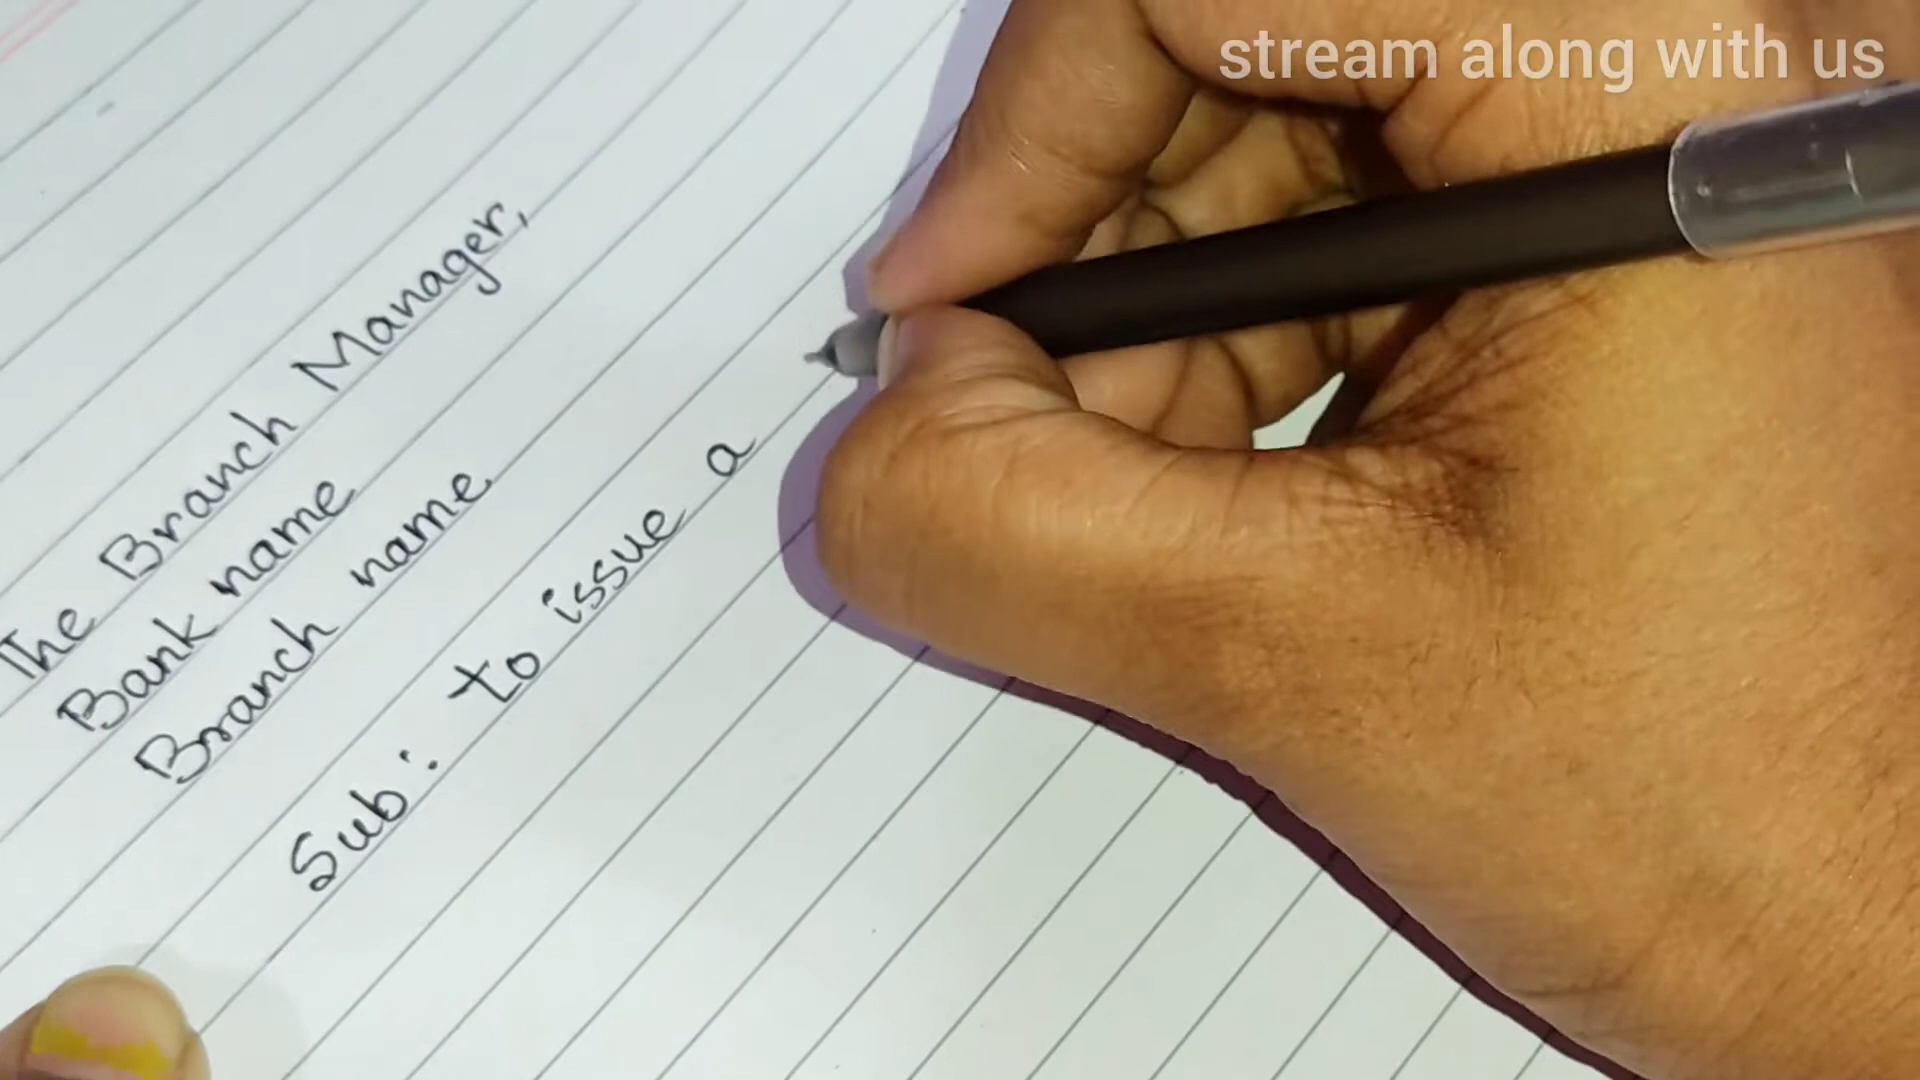 stream along with us
The Branch Manager,
Bank name
Branch name
Sub: to issue a